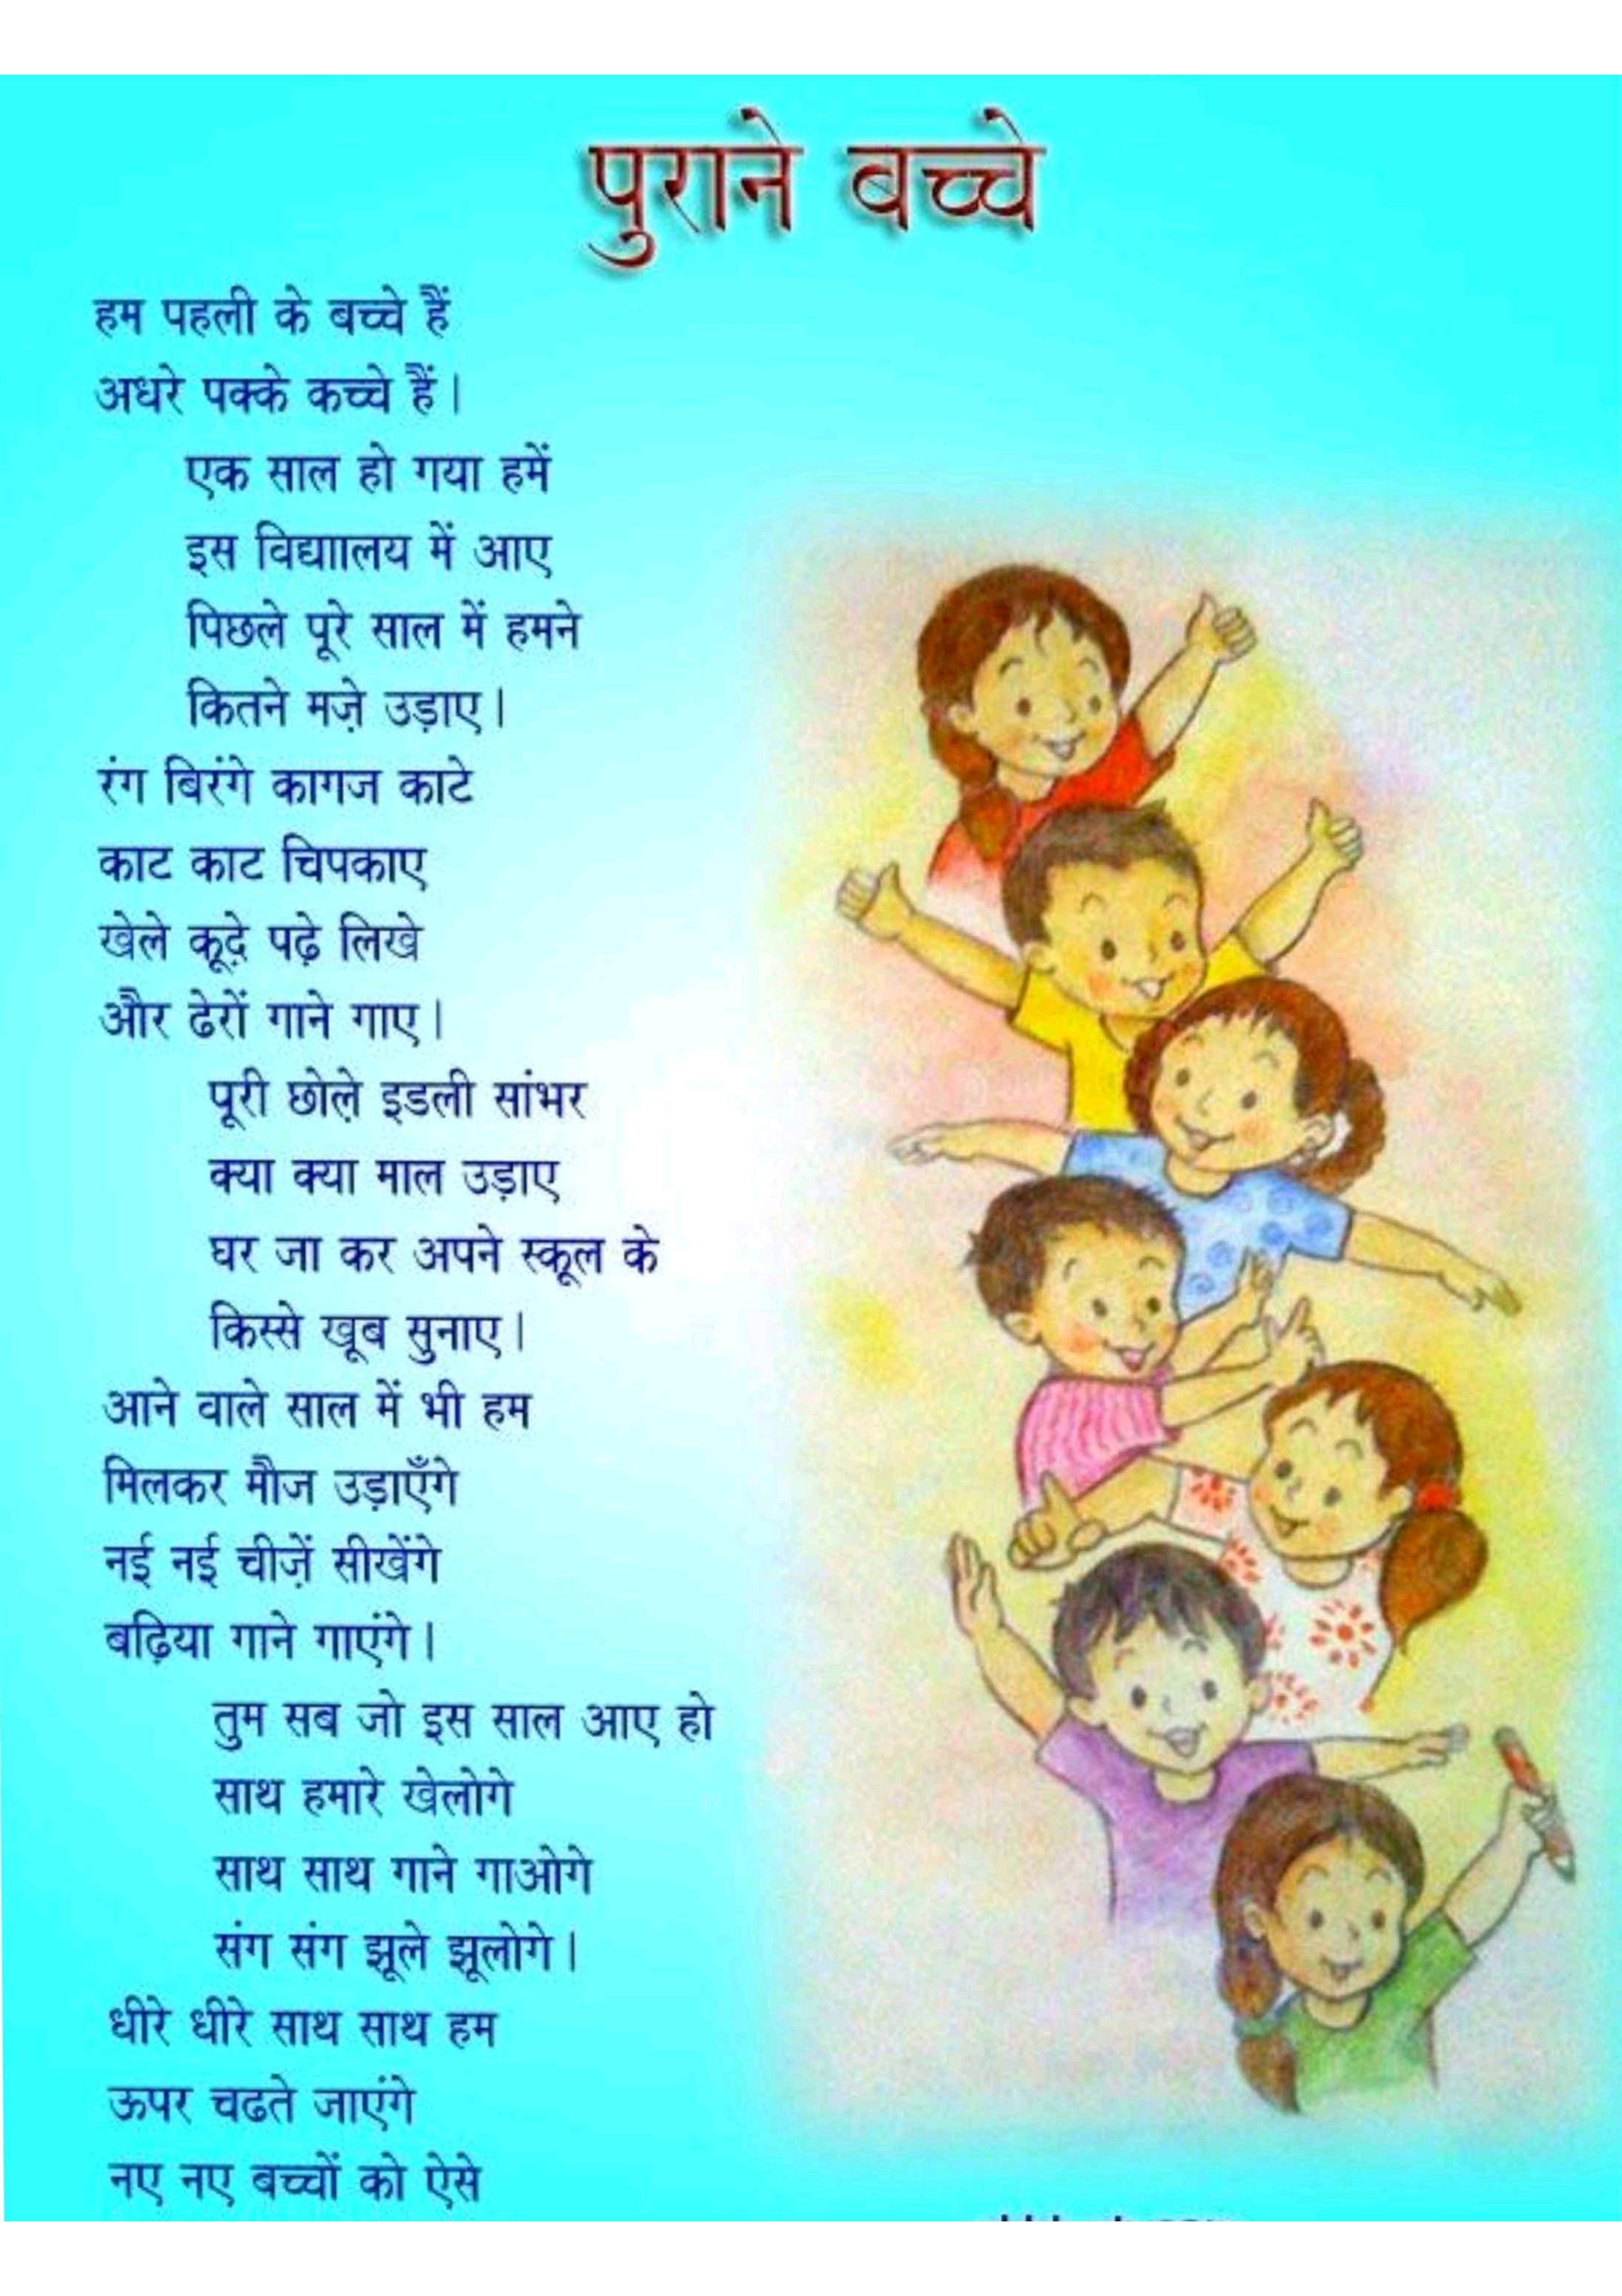 पुराने बच्चे
हम पहली के बच्चे हैं
अधरे पक्के कच्चे हैं।
एक साल हो गया हमें
इस विद्याालय में आए
पिछले पूरे साल में हमने
कितने मज़े उड़ाए।
रंग बिरंगे कागज काटे
काट काट चिपकाए
खेले कूद़े पढ़े लिखे
और ढेरों गाने गाए।
पूरी छोल़े इडली सांभर
क्या क्या माल उड़ाए
घर जा कर अपने स्कूल के
किस्से खूब सुनाए।
आने वाले साल में भी हम
मिलकर मौज उड़ाएँगे
नई नई चीज़ें सीखेंगे
बढ़िया गाने गाएंगे।
तुम सब जो इस साल आए हो
साथ हमारे खेलोगे
साथ साथ गाने गाओगे
संग संग झूले झूलोगे।
धीरे धीरे साथ साथ हम
ऊपर चढते जाएंगे
नए नए बच्चों को ऐसे